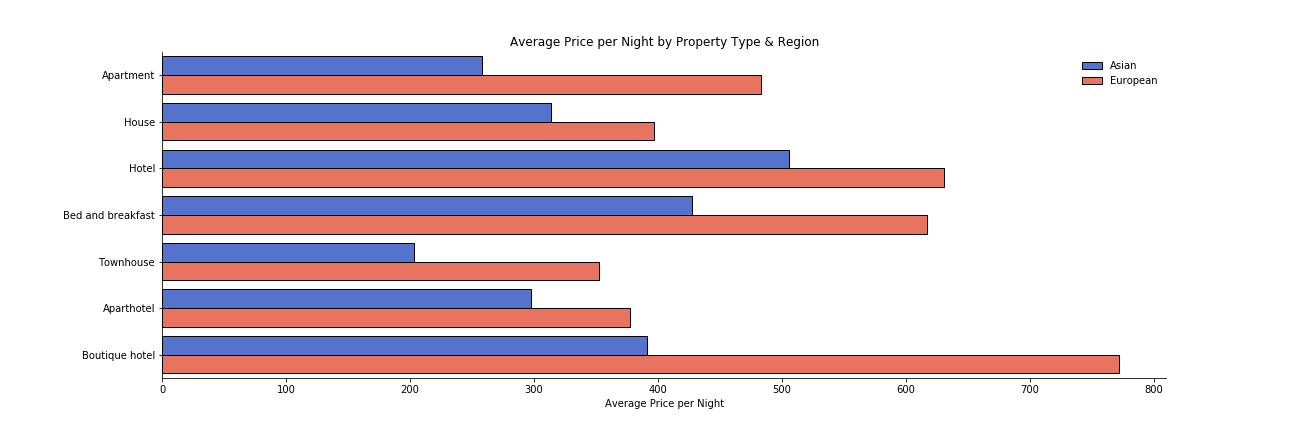 Average Price per Night by Property Type & Region
Asian
European
Apartment
House
Hotel
Bed and breakfast
Townhouse
Aparthotel
Boutique hotel
0 100 200 300 400 500 600 700 800
Average Price per Night